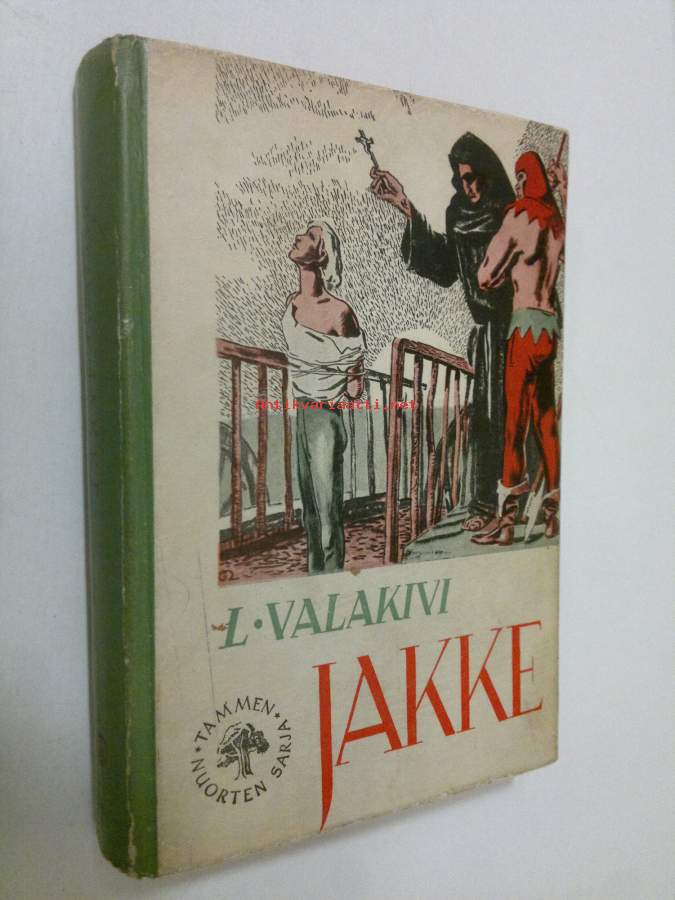 Antikvariaatti.net
L·VALAKIVI
JAKKE
·TAMMEN·
NUORTEN SARJA